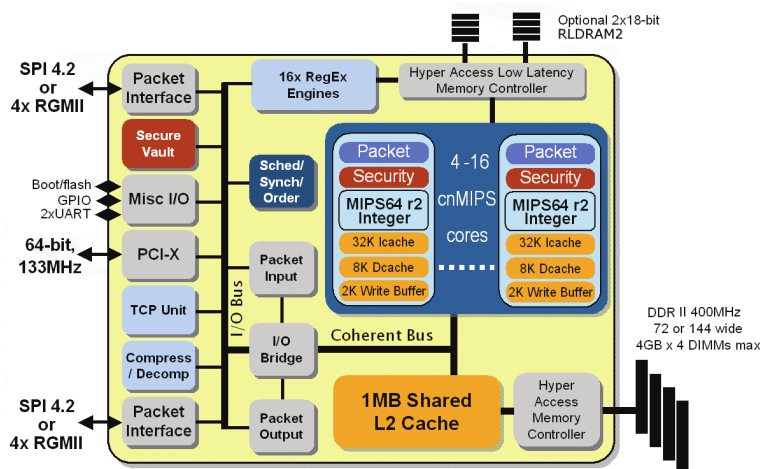 Optional 2x18-bit
RLDRAM2
SPI 4.2
or
4x RGMII
Packet
Interface
16x RegEx
Engines
Hyper Access Low Latency
Memory Controller
Secure
Vault
Sched/
Synch/
Order
Boot/flash
GPIO
2xUART
Misc I/O
64-bit,
133MHz
PCI-X
TCP Unit
Compress
/ Decomp
SPI 4.2
or
4x RGMII
Packet
Interface
I/O Bus
Packet
Input
I/O
Bridge
Packet
Output
Coherent Bus
Packet
Security
MIPS64 r2
Integer
32K Icache
8K Dcache
2K Write Buffer
4 -16
cnMIPS
cores
Packet
Security
MIPS64 r2
Integer
32K Icache
8K Dcache
2K Write Buffer
1MB Shared
L2 Cache
Hyper
Access
Memory
Controller
DDR II 400MHz
72 or 144 wide
4GB x 4 DIMMs max